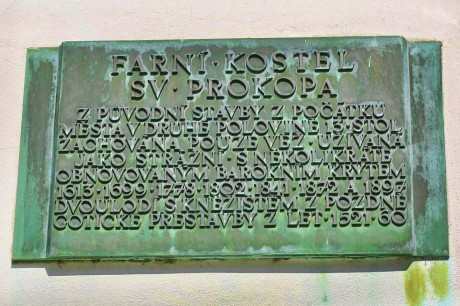 FARNÍ · KOSTEL
SV · PROKOPA
Z PŮVODNÍ STAVBY Z POČÁTKU
MĚSTA V DRUHÉ POLOVINĚ 13 · STOL ·
ZACHOVÁNA POUZE VĚŽ · UŽÍVANÁ
JAKO STRÁŽNÍ · S NĚKOLIKRÁTE
OBNOVOVANÝM BAROKNÍM KRYTEM
1613 · 1699 · 1778 · 1802 · 1841 · 1872 A 1897
DVOULODÍ S KNĚŽIŠTĚM Z POZDNĚ
GOTICKÉ PŘESTAVBY Z LET · 1521 · 60